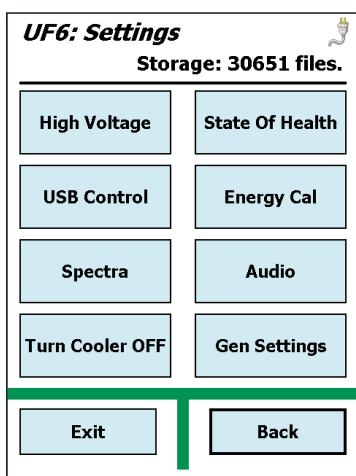 UF6: Settings
Storage: 30651 files.
High Voltage
State Of Health
USB Control
Energy Cal
Spectra
Audio
Turn Cooler OFF
Gen Settings
Exit
Back